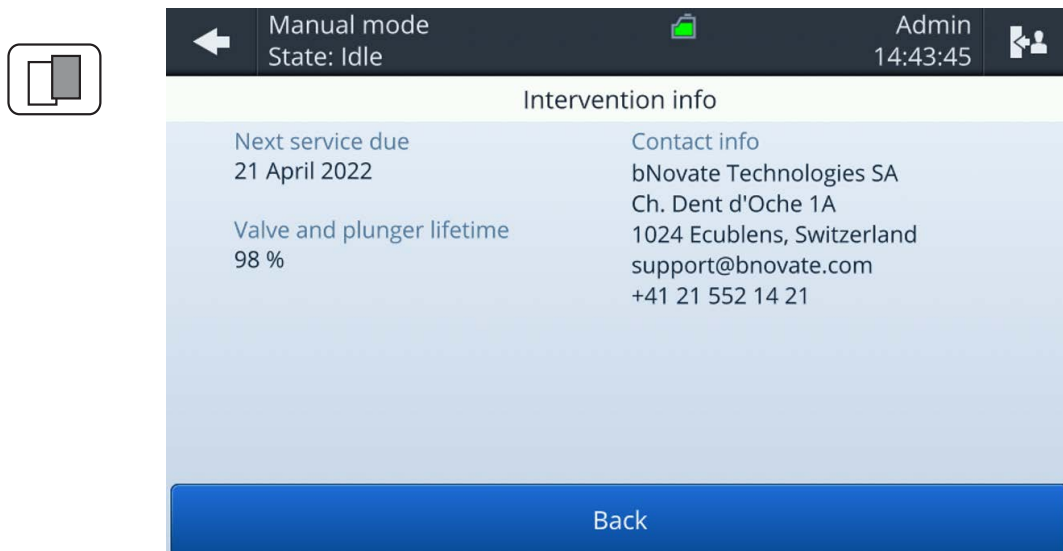 Manual mode
State: Idle
Admin
14:43:45
Intervention info
Next service due
21 April 2022
Valve and plunger lifetime
98 %
Contact info
bNovate Technologies SA
Ch. Dent d'Oche 1A
1024 Ecublens, Switzerland
support@bnovate.com
+41 21 552 14 21
Back